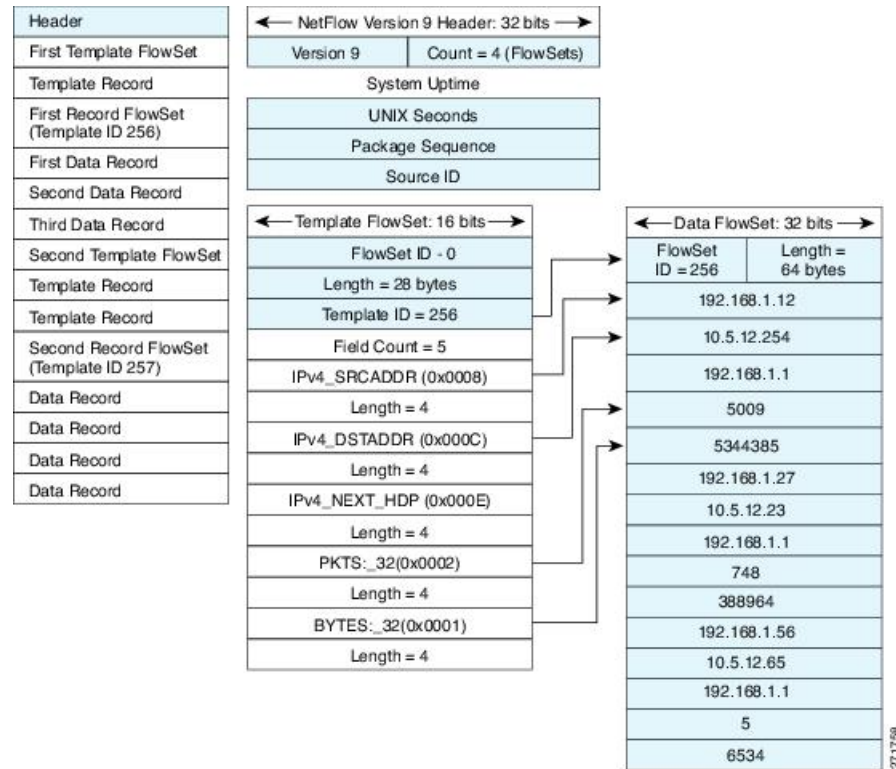 Header
First Template FlowSet
Template Record
First Record FlowSet
(Template ID 256)
First Data Record
Second Data Record
Third Data Record
Second Template FlowSet
Template Record
Template Record
Second Record FlowSet
(Template ID 257)
Data Record
Data Record
Data Record
Data Record
NetFlow Version 9 Header: 32 bits
Version 9
Count = 4 (FlowSets)
System Uptime
UNIX Seconds
Package Sequence
Source ID
Template FlowSet: 16 bits
FlowSet ID - 0
Length = 28 bytes
Template ID = 256
Field Count = 5
IPv4_SRCADDR (0x0008)
Length = 4
IPv4_DSTADDR (0x000C)
Length = 4
IPv4_NEXT_HDP (0x000E)
Length = 4
PKTS:_32(0x0002)
Length = 4
BYTES:_32(0x0001)
Length = 4
Data FlowSet: 32 bits
FlowSet
ID = 256
Length =
64 bytes
192.168.1.12
10.5.12.254
192.168.1.1
5009
5344385
192.168.1.27
10.5.12.23
192.168.1.1
748
388964
192.168.1.56
10.5.12.65
192.168.1.1
5
6534